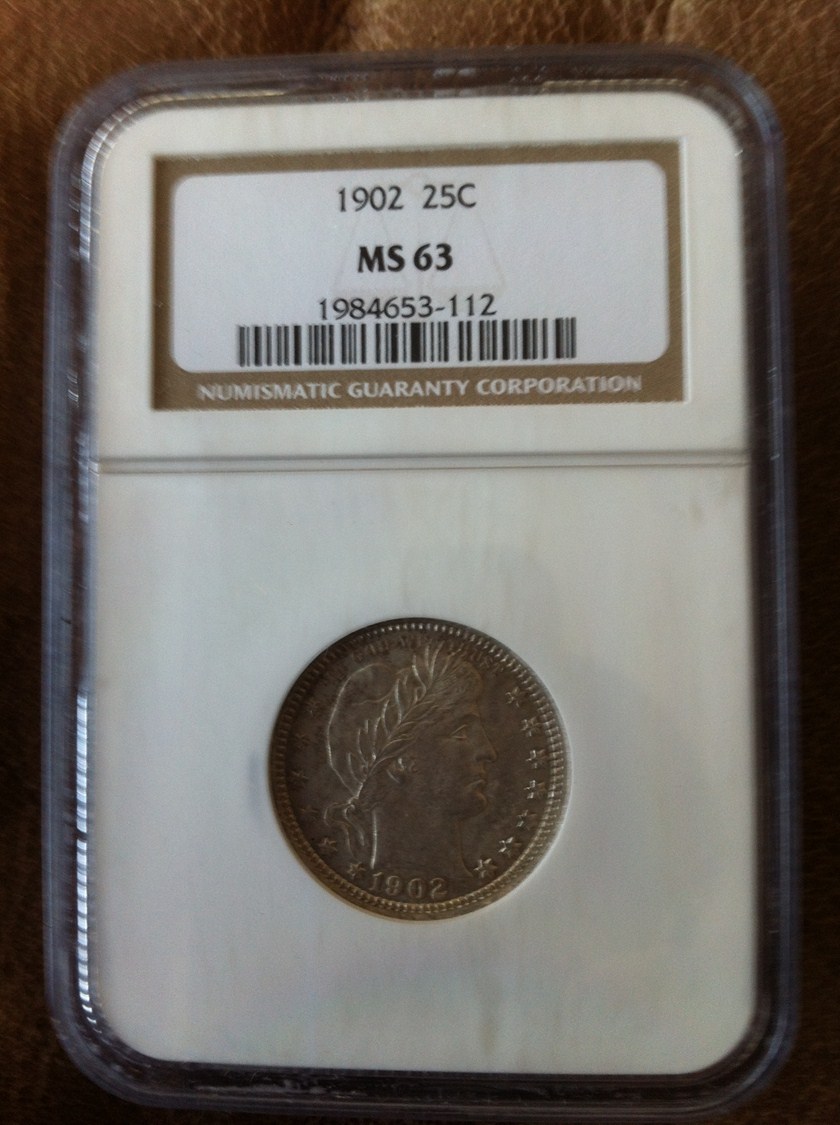 1902 25C
MS 63
1984653-112
NUMISMATIC GUARANTY CORPORATION
1902